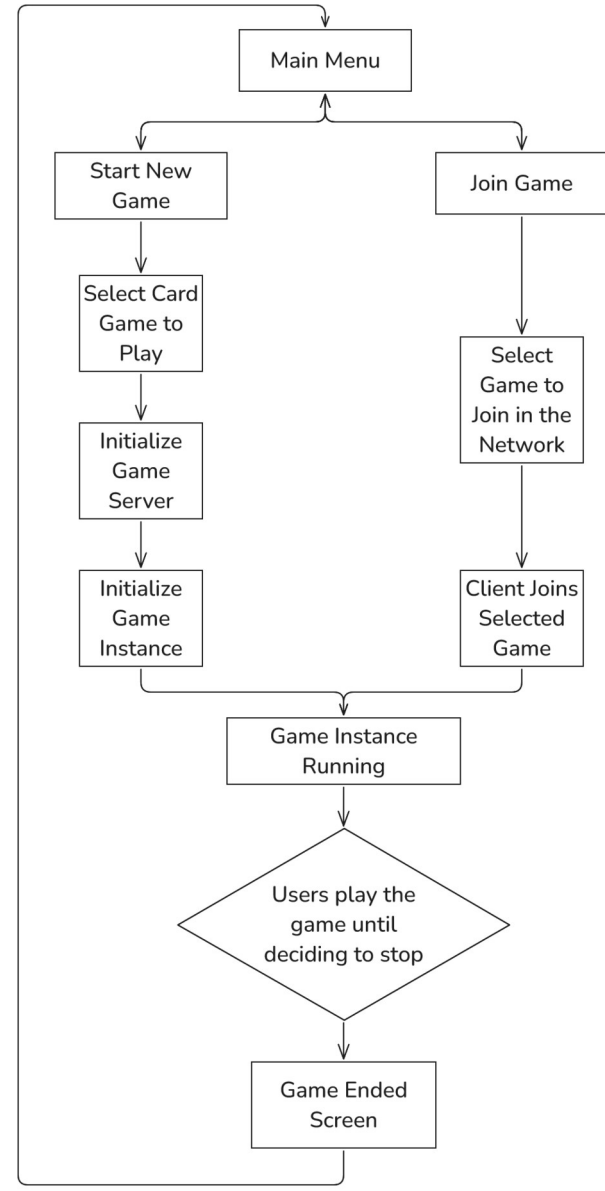 Main Menu
Start New
Game
Join Game
Select Card
Game to
Play
Select
Game to
Join in the
Network
Initialize
Game
Server
Initialize
Game
Instance
Client Joins
Selected
Game
Game Instance
Running
Users play the
game until
deciding to stop
Game Ended
Screen